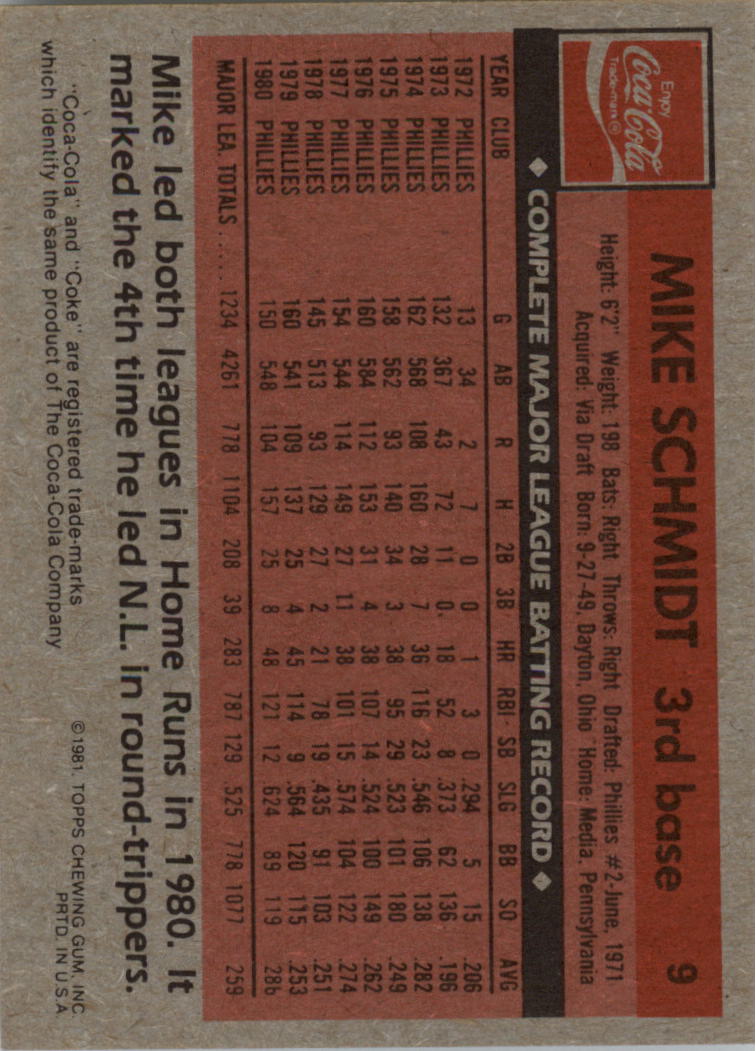 Enjoy
Coca-Cola
Trade-mark ®
MIKE SCHMIDT 3rd base 9
Height: 6'2" Weight: 198 Bats: Right Throws: Right Drafted: Phillies #2-June, 1971
Acquired: Via Draft Born: 9-27-49, Dayton, Ohio Home: Media, Pennsylvania
◆ COMPLETE MAJOR LEAGUE BATTING RECORD ◆
YEAR CLUB G AB R H 2B 3B HR RBI SB SLG BB SO AVG
1972 PHILLIES 13 34 2 7 0 0 1 3 0 .294 5 15 .206
1973 PHILLIES 132 367 43 72 11 0 18 52 8 .373 62 136 .196
1974 PHILLIES 162 568 108 160 28 7 36 116 23 .546 106 138 .282
1975 PHILLIES 158 562 93 140 34 3 38 95 29 .523 101 180 .249
1976 PHILLIES 160 584 112 153 31 4 38 107 14 .524 100 149 .262
1977 PHILLIES 154 544 114 149 27 11 38 101 15 .574 104 122 .274
1978 PHILLIES 145 513 93 129 27 2 21 78 19 .435 91 103 .251
1979 PHILLIES 160 541 109 137 25 4 45 114 9 .564 120 115 .253
1980 PHILLIES 150 548 104 157 25 8 48 121 12 .624 89 119 .286
MAJOR LEA. TOTALS ..... 1234 4261 778 1104 208 39 283 787 129 .525 778 1077 .259
Mike led both leagues in Home Runs in 1980. It
marked the 4th time he led N.L. in round-trippers.
"Coca-Cola" and "Coke" are registered trade-marks
which identify the same product of The Coca-Cola Company
©1981. TOPPS CHEWING GUM, INC.
PRTD. IN U.S.A